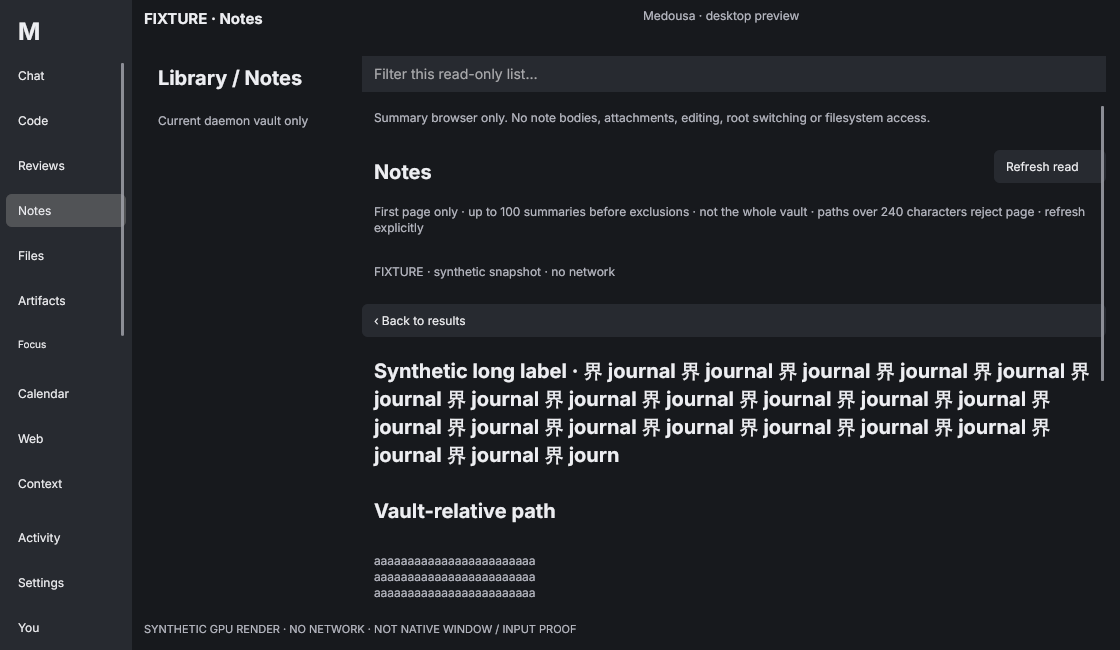 M
Chat
Code
Reviews
Notes
Files
Artifacts
Focus
Calendar
Web
Context
Activity
Settings
You
FIXTURE · Notes
Medousa · desktop preview
Library / Notes
Current daemon vault only
Filter this read-only list...
Summary browser only. No note bodies, attachments, editing, root switching or filesystem access.
Notes
Refresh read
First page only · up to 100 summaries before exclusions · not the whole vault · paths over 240 characters reject page · refresh
explicitly
FIXTURE · synthetic snapshot · no network
‹ Back to results
Synthetic long label · 界 journal 界 journal 界 journal 界 journal 界 journal 界
journal 界 journal 界 journal 界 journal 界 journal 界 journal 界 journal 界
journal 界 journal 界 journal 界 journal 界 journal 界 journal 界 journal 界
journal 界 journal 界 journ
Vault-relative path
aaaaaaaaaaaaaaaaaaaaaaaa
aaaaaaaaaaaaaaaaaaaaaaaa
aaaaaaaaaaaaaaaaaaaaaaaa
SYNTHETIC GPU RENDER · NO NETWORK · NOT NATIVE WINDOW / INPUT PROOF